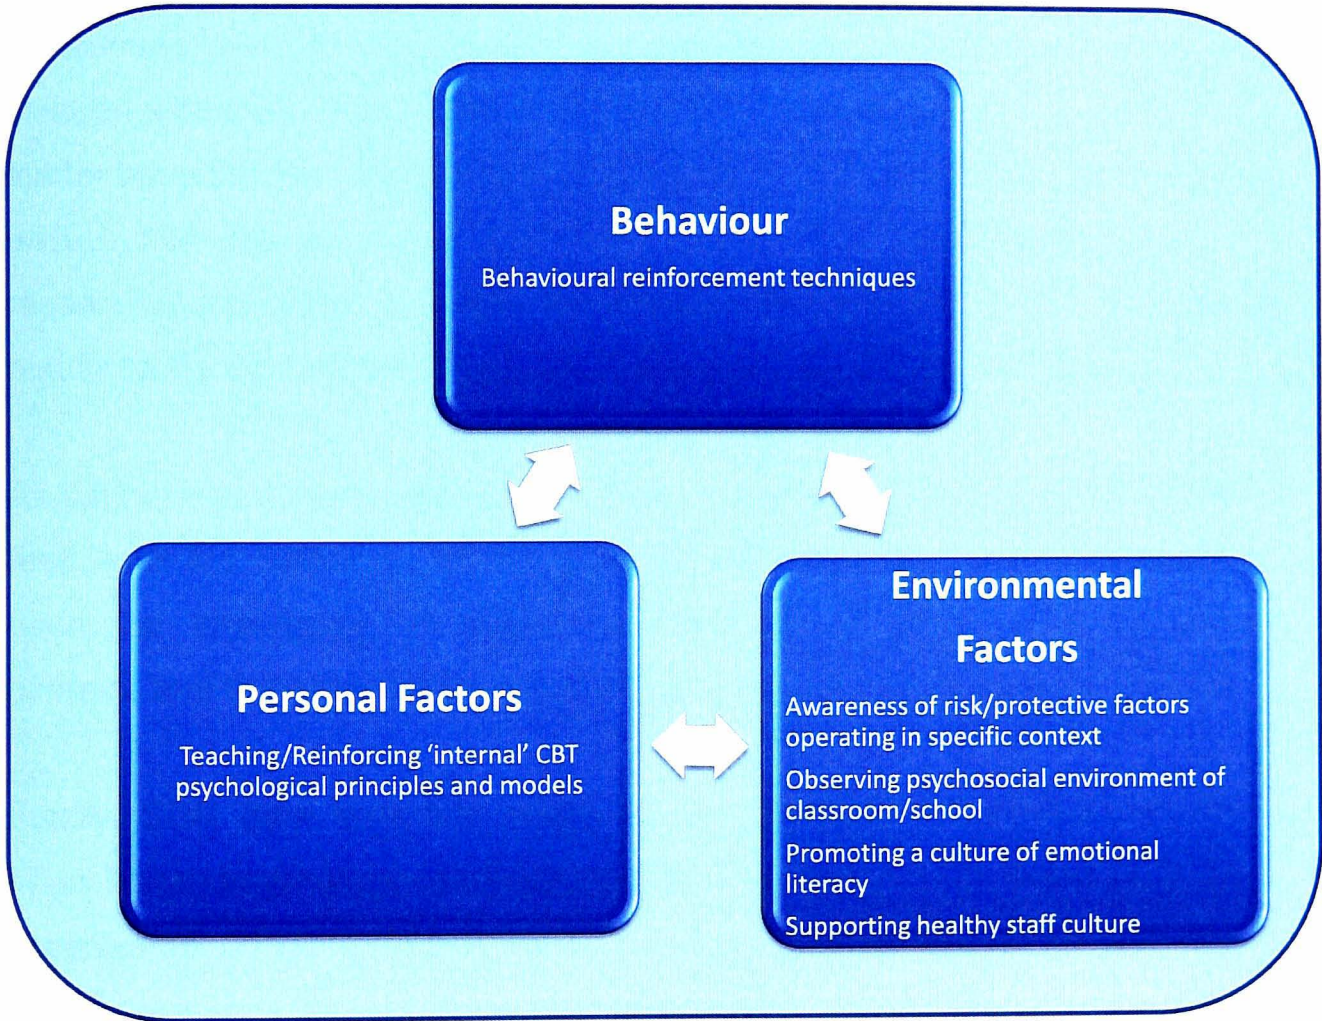 Behaviour
Behavioural reinforcement techniques
Personal Factors
Teaching/Reinforcing ‘internal’ CBT
psychological principles and models
Environmental
Factors
Awareness of risk/protective factors
operating in specific context
Observing psychosocial environment of
classroom/school
Promoting a culture of emotional
literacy
Supporting healthy staff culture